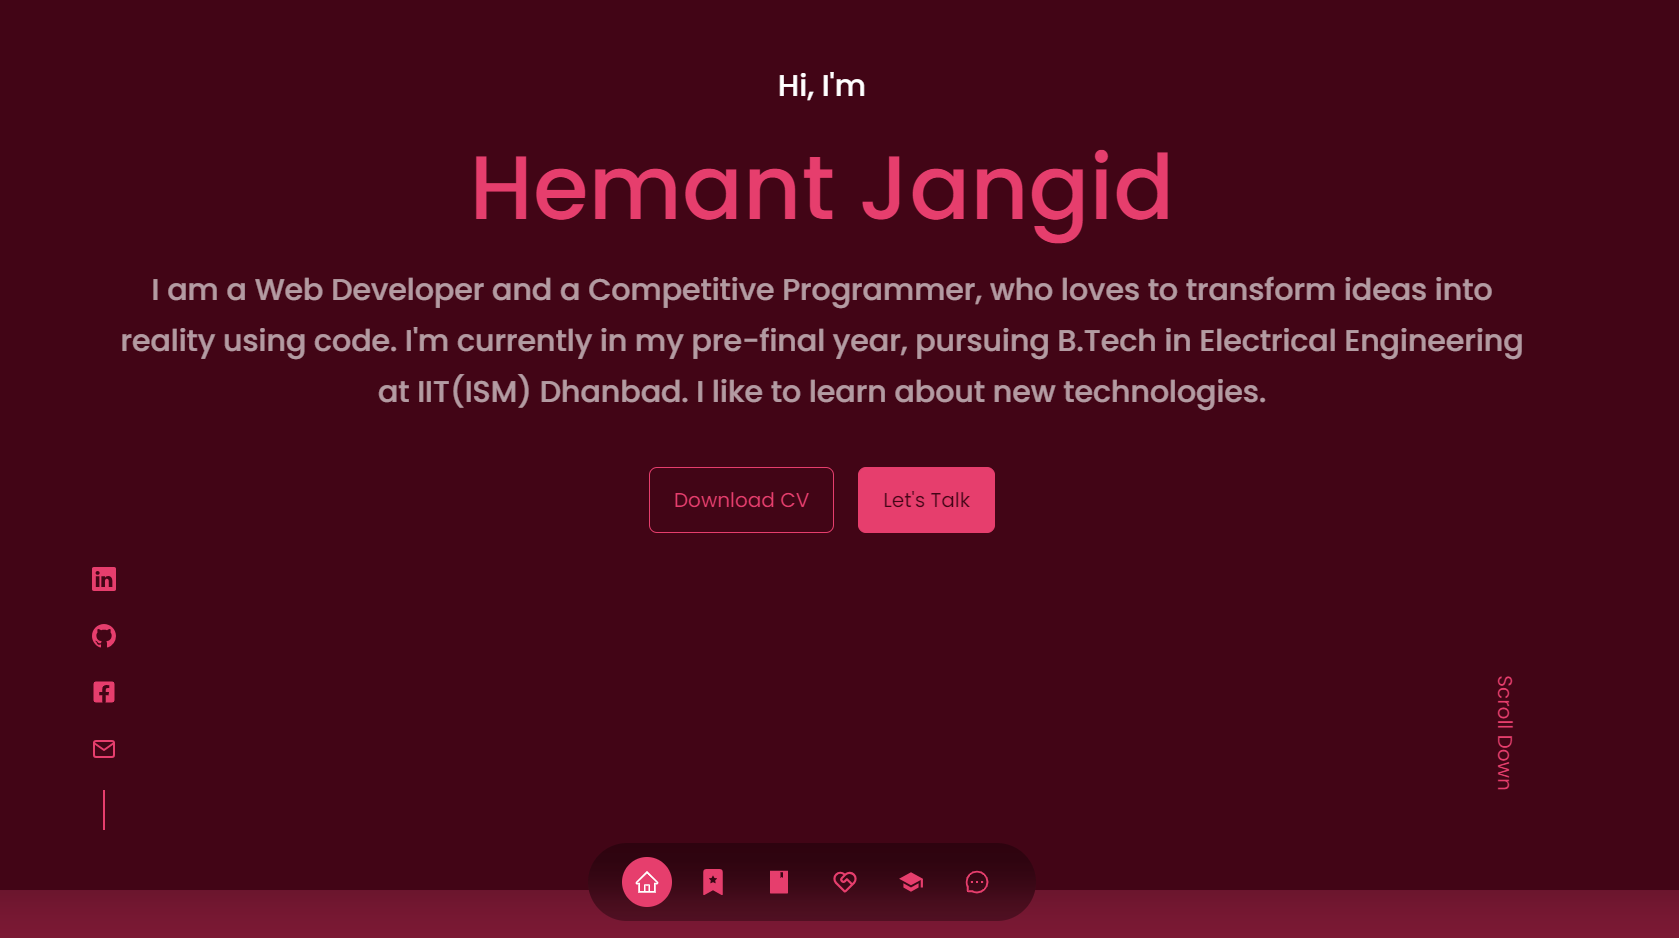 Hi, I'm
Hemant Jangid
I am a Web Developer and a Competitive Programmer, who loves to transform ideas into
reality using code. I'm currently in my pre-final year, pursuing B.Tech in Electrical Engineering
at IIT(ISM) Dhanbad. I like to learn about new technologies.
Download CV
Let's Talk
in
Scroll Down